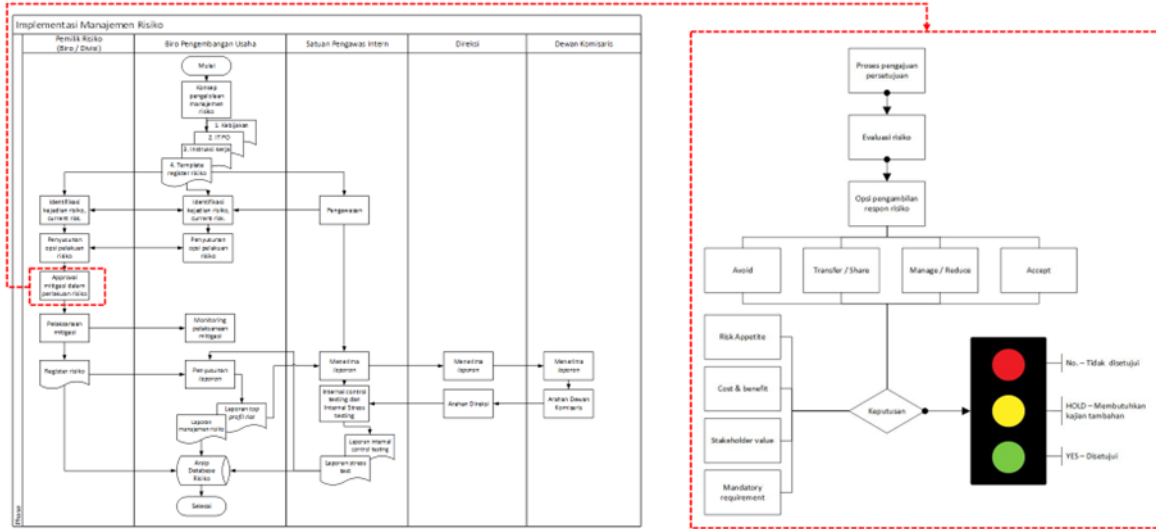 Implementasi Manajemen Risiko
Pemilik Risiko
(Biro / Divisi)
Biro Pengembangan Usaha
Satuan Pengawas Intern
Direksi
Dewan Komisaris
Mulai
Konsep
pengelolaan
manajemen
risiko
1. Kebijakan
2. ITPO
3. Instruksi kerja
4. Template
register risiko
Identifikasi
kejadian risiko,
current risk.
Identifikasi
kejadian risiko,
current risk.
Pengawasan
Penyusunan
opsi pelakuan
risiko
Penyusunan
opsi pelakuan
risiko
Approval
mitigasi dalam
perlakuan risiko
Pelaksanaan
mitigasi
Monitoring
pelaksanaan
mitigasi
Register risiko
Penyusunan
laporan
Menerima
laporan
Menerima
laporan
Menerima
laporan
Internal control
testing dan
Internal Stress
testing
Arahan Direksi
Arahan Dewan
Komisaris
Laporan top
profil risk
Laporan
manajemen risiko
Laporan internal
control testing
Laporan stress
test
Arsip
Database
Risiko
Selesai
Phase
Proses pengajuan
persetujuan
Evaluasi risiko
Opsi pengambilan
respon risiko
Avoid
Transfer / Share
Manage / Reduce
Accept
Risk Appetite
Cost & benefit
Stakeholder value
Mandatory
requirement
Keputusan
No. – Tidak disetujui
HOLD – Membutuhkan
kajian tambahan
YES – Disetujui